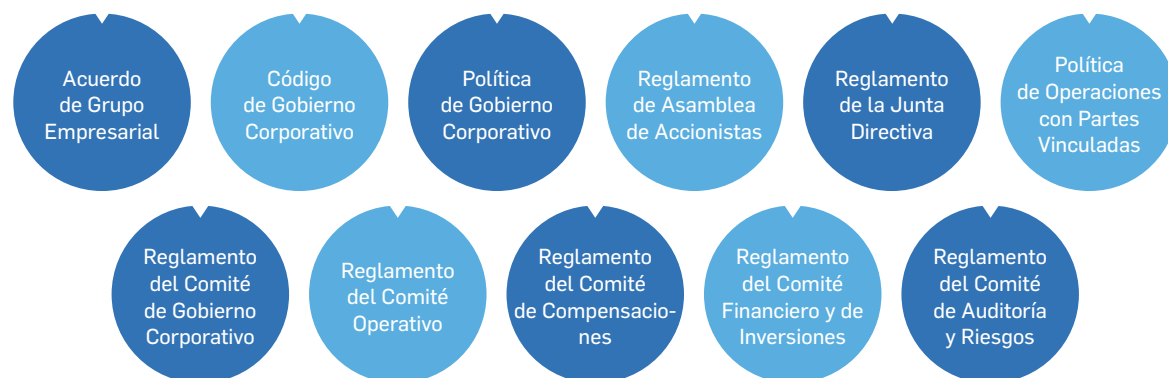 Acuerdo
de Grupo
Empresarial
Código
de Gobierno
Corporativo
Política
de Gobierno
Corporativo
Reglamento
de Asamblea
de Accionistas
Reglamento
de la Junta
Directiva
Política
de Operaciones
con Partes
Vinculadas
Reglamento
del Comité
de Gobierno
Corporativo
Reglamento
del Comité
Operativo
Reglamento
del Comité
de Compensacio-
nes
Reglamento
del Comité
Financiero y de
Inversiones
Reglamento
del Comité
de Auditoría
y Riesgos